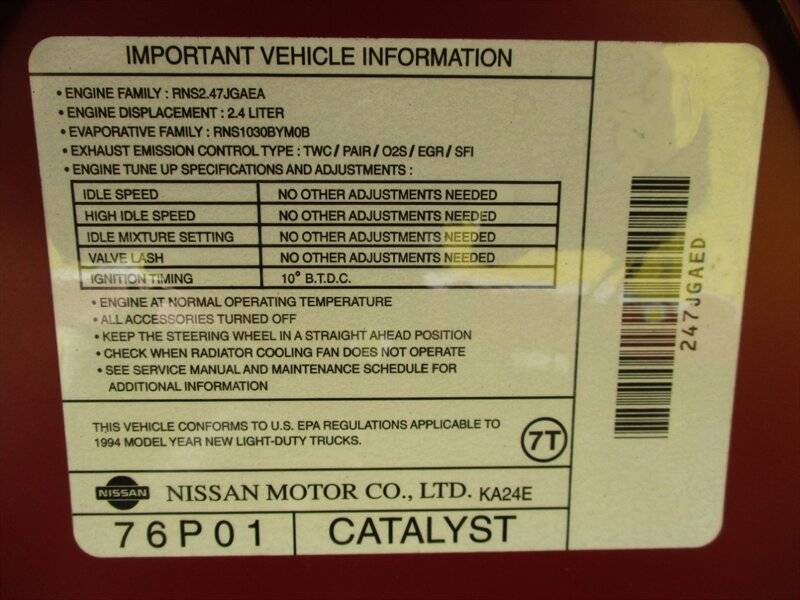 IMPORTANT VEHICLE INFORMATION
• ENGINE FAMILY : RNS2.47JGAEA
• ENGINE DISPLACEMENT : 2.4 LITER
• EVAPORATIVE FAMILY : RNS1030BYM0B
• EXHAUST EMISSION CONTROL TYPE : TWC / PAIR / O2S / EGR / SFI
• ENGINE TUNE UP SPECIFICATIONS AND ADJUSTMENTS :
IDLE SPEED NO OTHER ADJUSTMENTS NEEDED
HIGH IDLE SPEED NO OTHER ADJUSTMENTS NEEDED
IDLE MIXTURE SETTING NO OTHER ADJUSTMENTS NEEDED
VALVE LASH NO OTHER ADJUSTMENTS NEEDED
IGNITION TIMING 10° B.T.D.C.
• ENGINE AT NORMAL OPERATING TEMPERATURE
• ALL ACCESSORIES TURNED OFF
• KEEP THE STEERING WHEEL IN A STRAIGHT AHEAD POSITION
• CHECK WHEN RADIATOR COOLING FAN DOES NOT OPERATE
• SEE SERVICE MANUAL AND MAINTENANCE SCHEDULE FOR
ADDITIONAL INFORMATION
THIS VEHICLE CONFORMS TO U.S. EPA REGULATIONS APPLICABLE TO
1994 MODEL YEAR NEW LIGHT-DUTY TRUCKS.
7T
NISSAN NISSAN MOTOR CO., LTD. KA24E
76P01 CATALYST
247JGAED